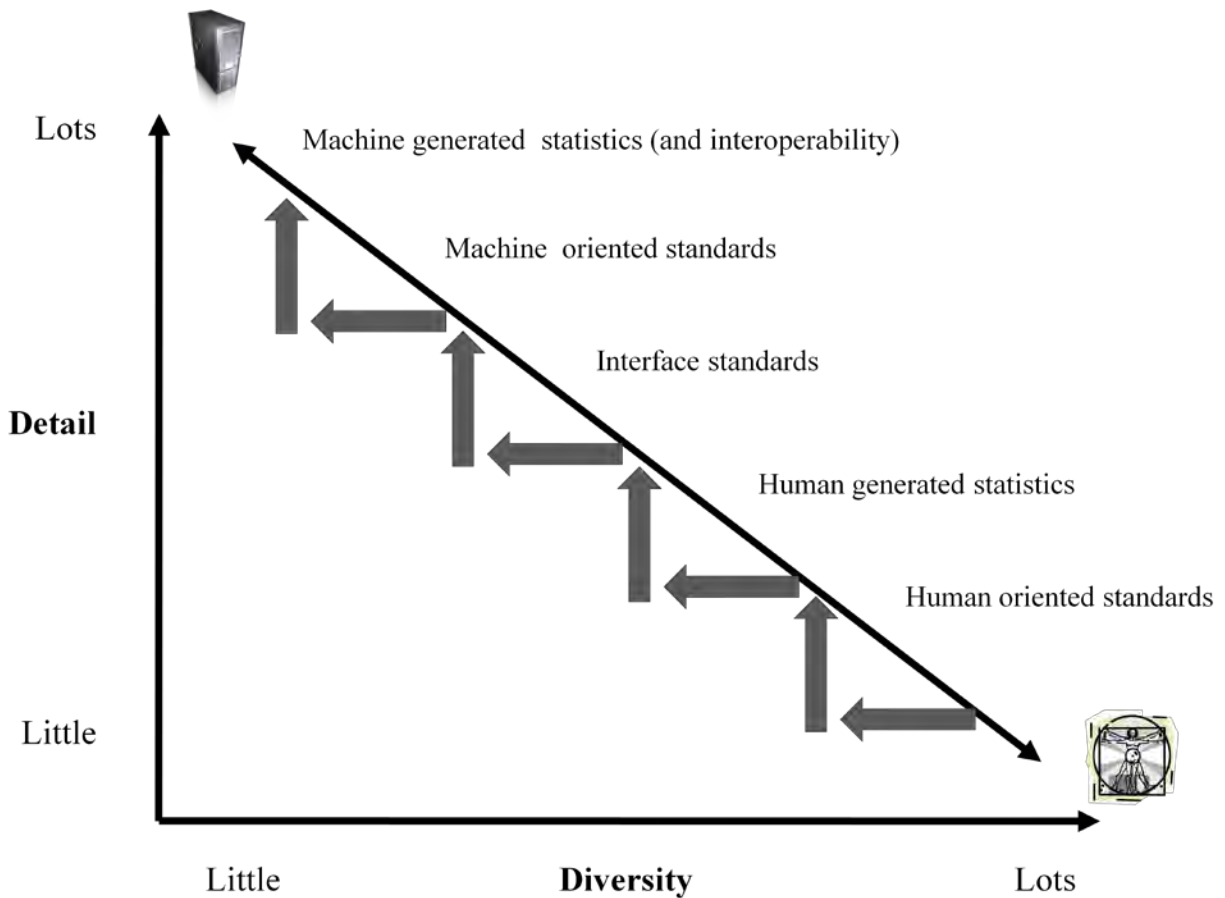 Lots
Machine generated statistics (and interoperability)
Machine oriented standards
Interface standards
Detail
Human generated statistics
Human oriented standards
Little
Little
Diversity
Lots